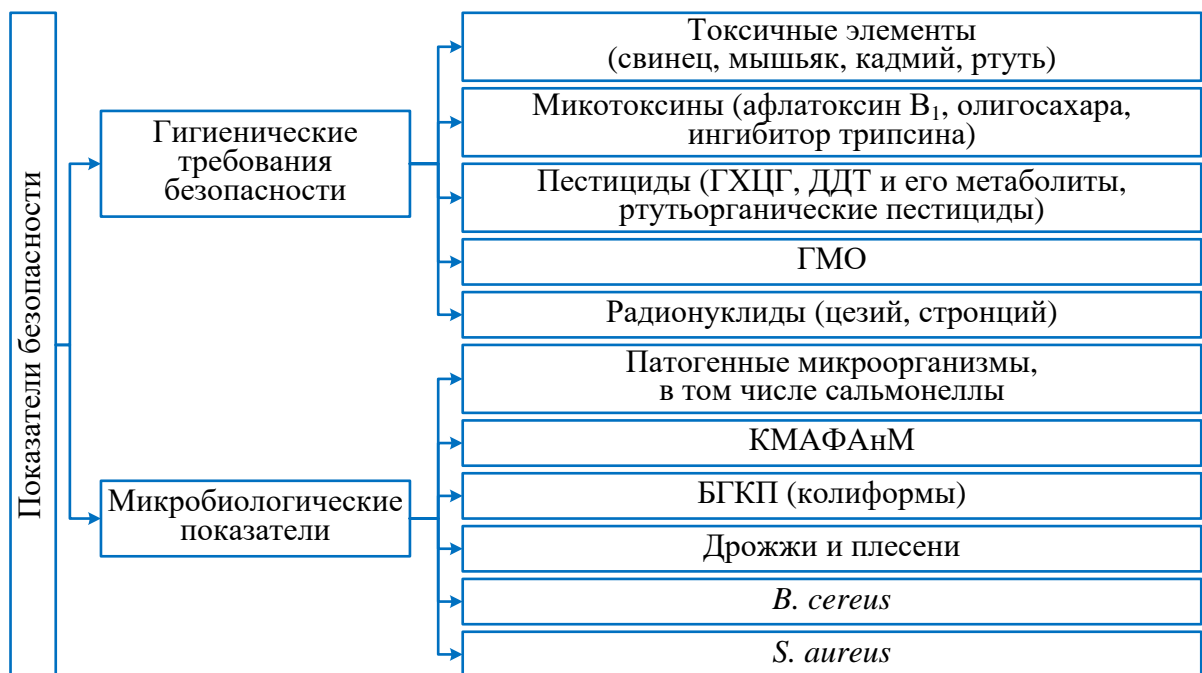 Показатели безопасности
Гигиенические
требования
безопасности
Токсичные элементы
(свинец, мышьяк, кадмий, ртуть)
Микотоксины (афлатоксин В₁, олигосахара,
ингибитор трипсина)
Пестициды (ГХЦГ, ДДТ и его метаболиты,
ртутьорганические пестициды)
ГМО
Радионуклиды (цезий, стронций)
Микробиологические
показатели
Патогенные микроорганизмы,
в том числе сальмонеллы
КМАФАнМ
БГКП (колиформы)
Дрожжи и плесени
B. cereus
S. aureus